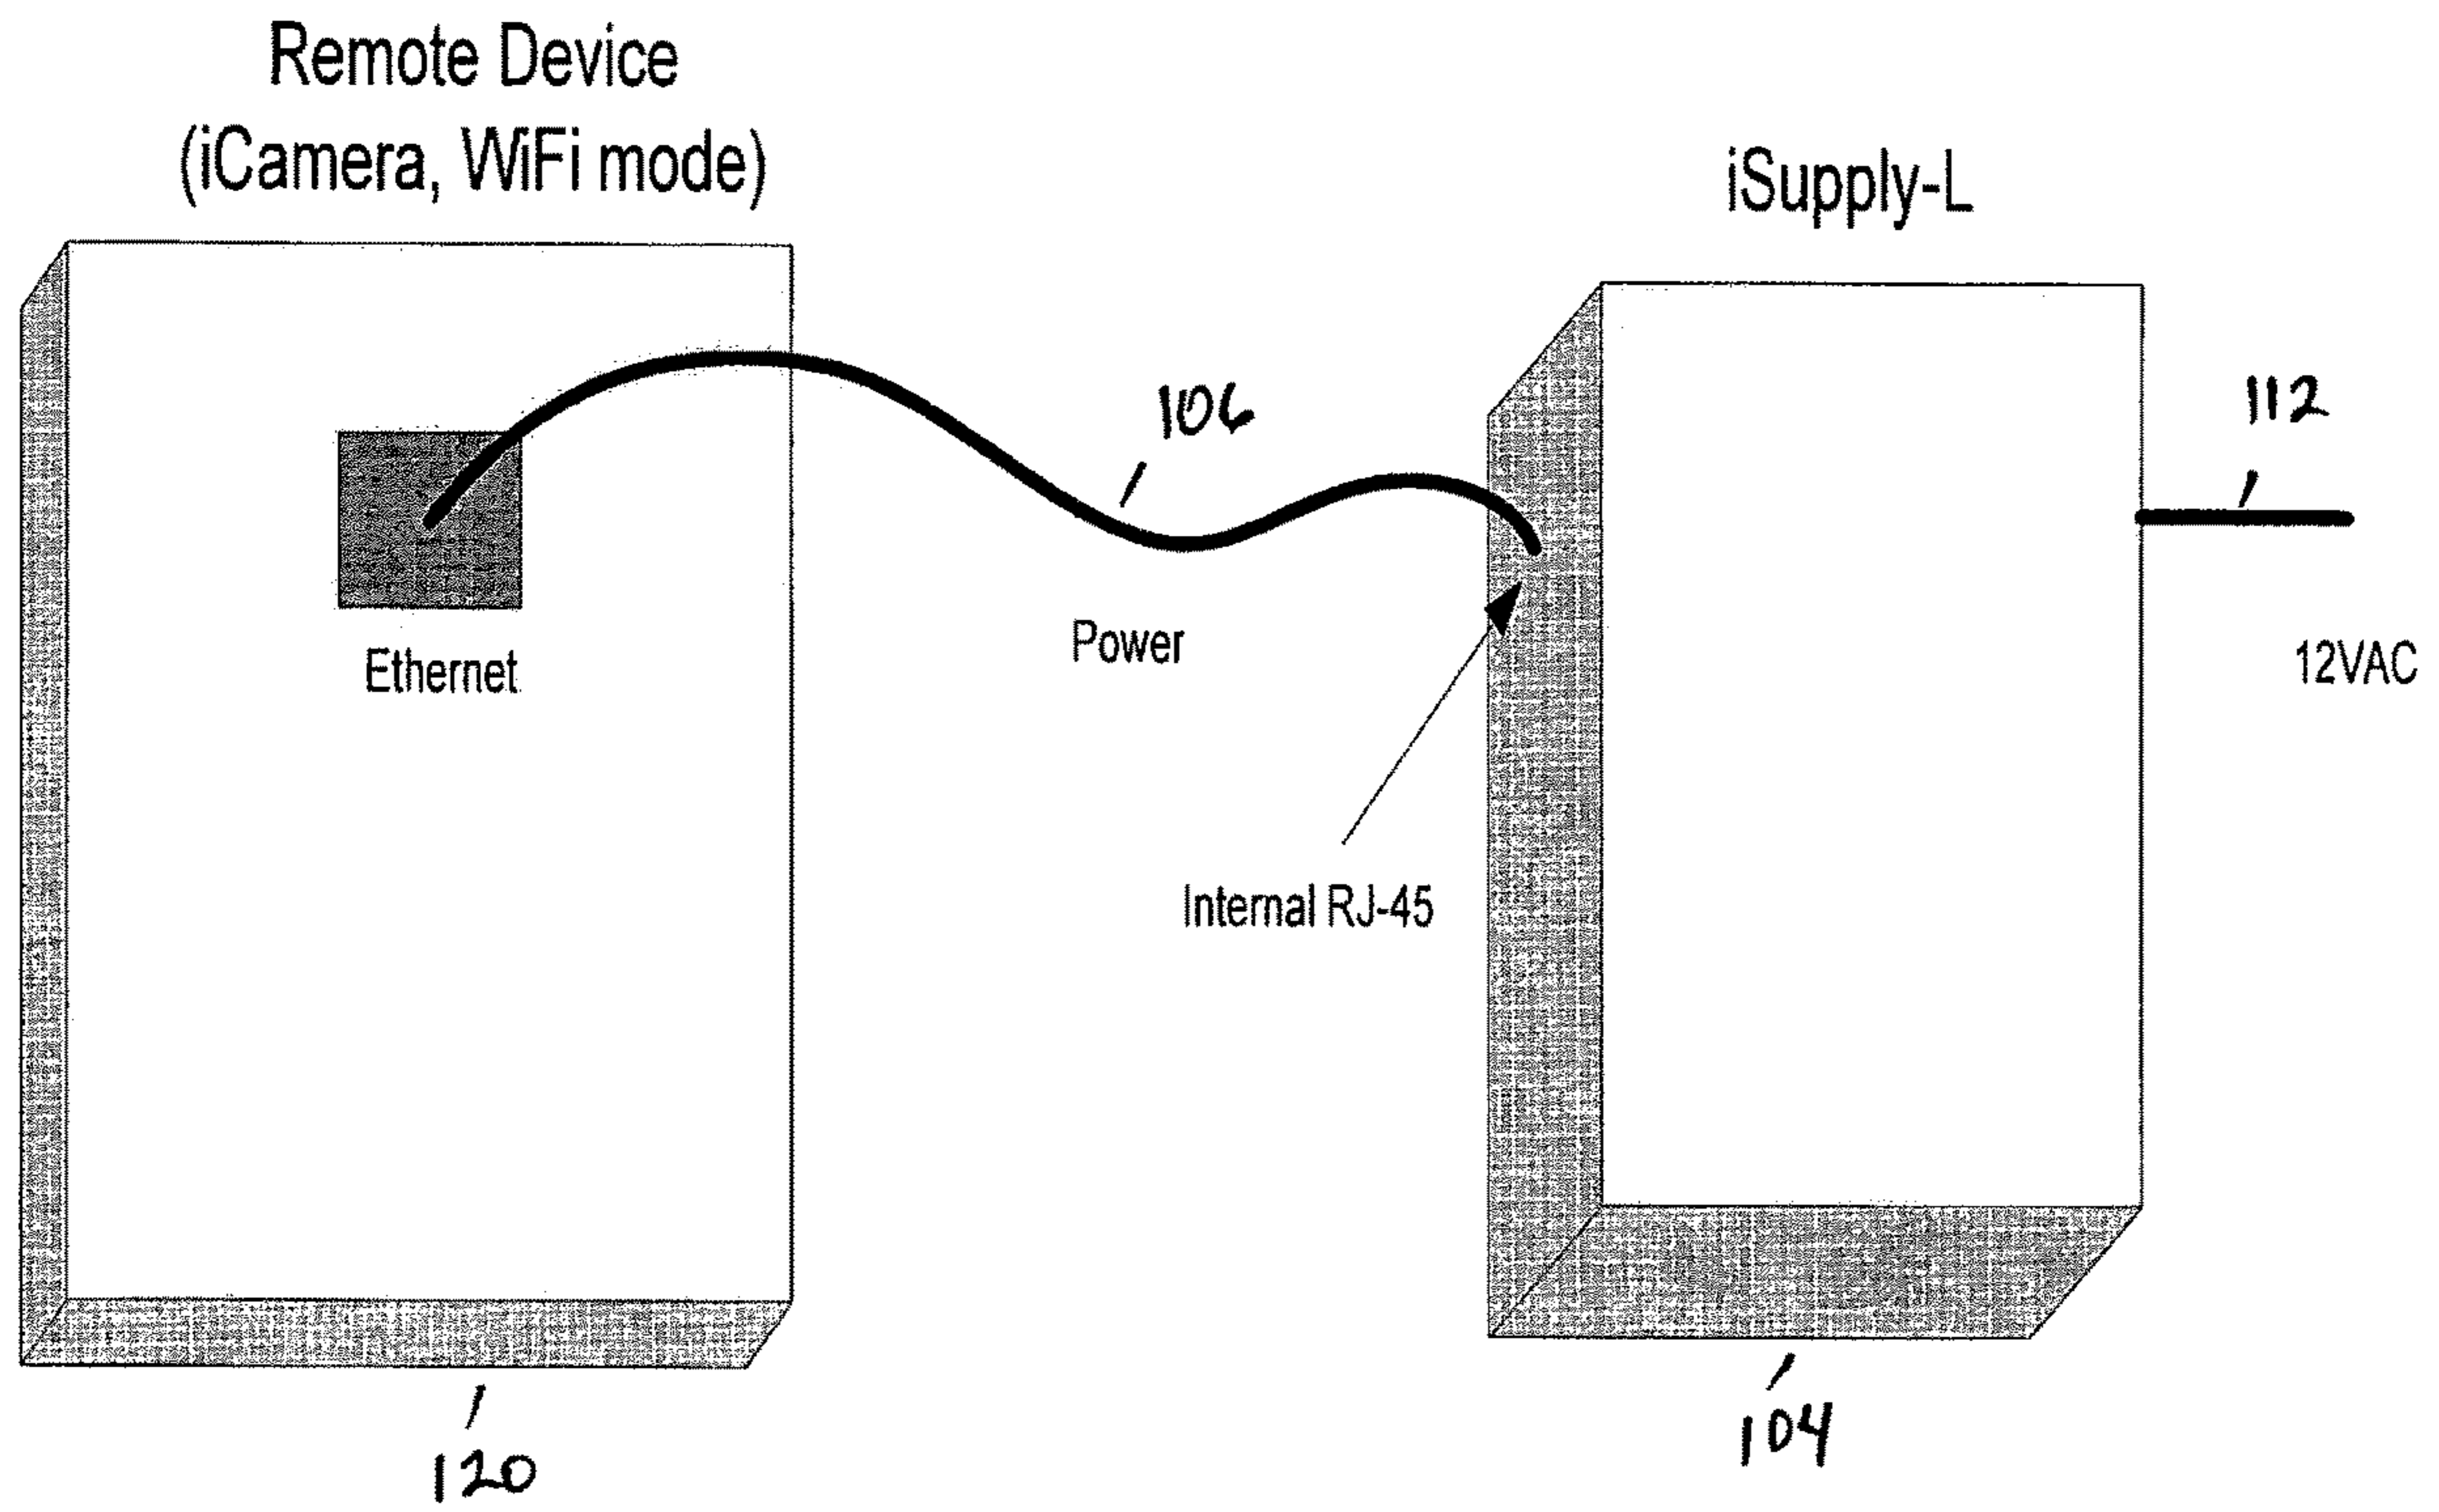 Remote Device
(iCamera, WiFi mode)
iSupply-L
106
112
Ethernet
Power
12VAC
Internal RJ-45
120
104